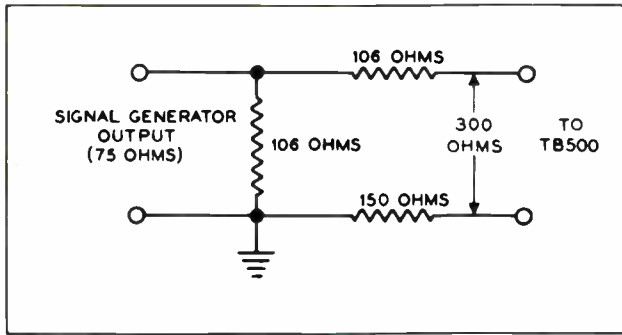 106 OHMS
SIGNAL GENERATOR
OUTPUT
(75 OHMS)
106 OHMS
300
OHMS
TO
TB500
150 OHMS